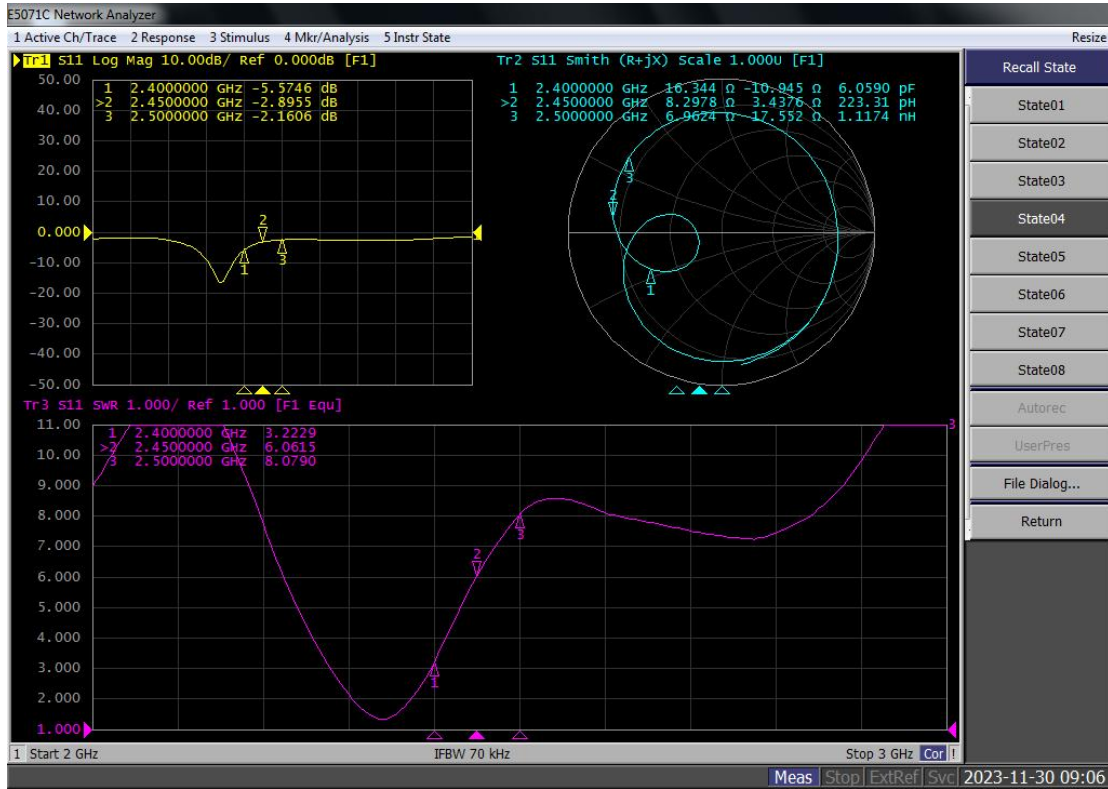 E5071C Network Analyzer
1 Active Ch/Trace 2 Response 3 Stimulus 4 Mkr/Analysis 5 Instr State
Resize
Tr1 S11 Log Mag 10.00dB/ Ref 0.000dB [F1]
50.00
40.00
30.00
20.00
10.00
0.000
-10.00
-20.00
-30.00
-40.00
-50.00
1 2.4000000 GHz -5.5746 dB
>2 2.4500000 GHz -2.8955 dB
3 2.5000000 GHz -2.1606 dB
2
1
3
Tr2 S11 Smith (R+jX) Scale 1.000U [F1]
1 2.4000000 GHz 16.344 Ω -10.945 Ω 6.0590 pF
>2 2.4500000 GHz 8.2978 Ω 3.4376 Ω 223.31 pH
3 2.5000000 GHz 6.9624 Ω 17.552 Ω 1.1174 nH
3
2
1
Tr3 S11 SWR 1.000/ Ref 1.000 [F1 Equ]
11.00
10.00
9.000
8.000
7.000
6.000
5.000
4.000
3.000
2.000
1.000
1 2.4000000 GHz 3.2229
>2 2.4500000 GHz 6.0615
3 2.5000000 GHz 8.0790
3
3
2
1
1 Start 2 GHz
IFBW 70 kHz
Stop 3 GHz Cor !
Recall State
State01
State02
State03
State04
State05
State06
State07
State08
Autorec
UserPres
File Dialog...
Return
Meas Stop ExtRef Svc 2023-11-30 09:06